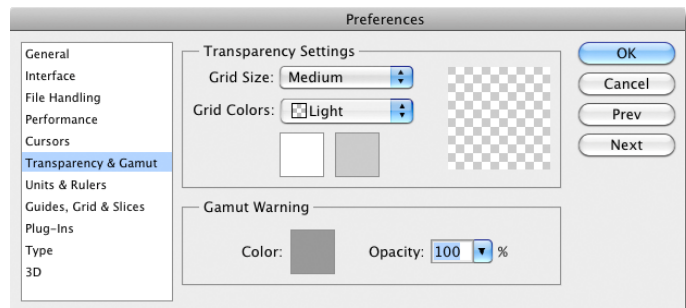 Preferences
General
Interface
File Handling
Performance
Cursors
Transparency & Gamut
Units & Rulers
Guides, Grid & Slices
Plug-Ins
Type
3D
Transparency Settings
Grid Size: Medium
Grid Colors: Light
Gamut Warning
Color: Opacity: 100 %
OK
Cancel
Prev
Next